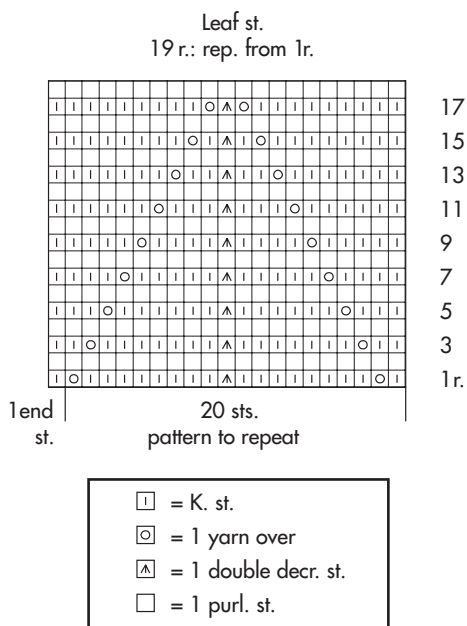 Leaf st.
19 r.: rep. from 1r.
17
15
13
11
9
7
5
3
1r.
1end st.
20 sts.
pattern to repeat
= K. st.
= 1 yarn over
= 1 double decr. st.
= 1 purl. st.